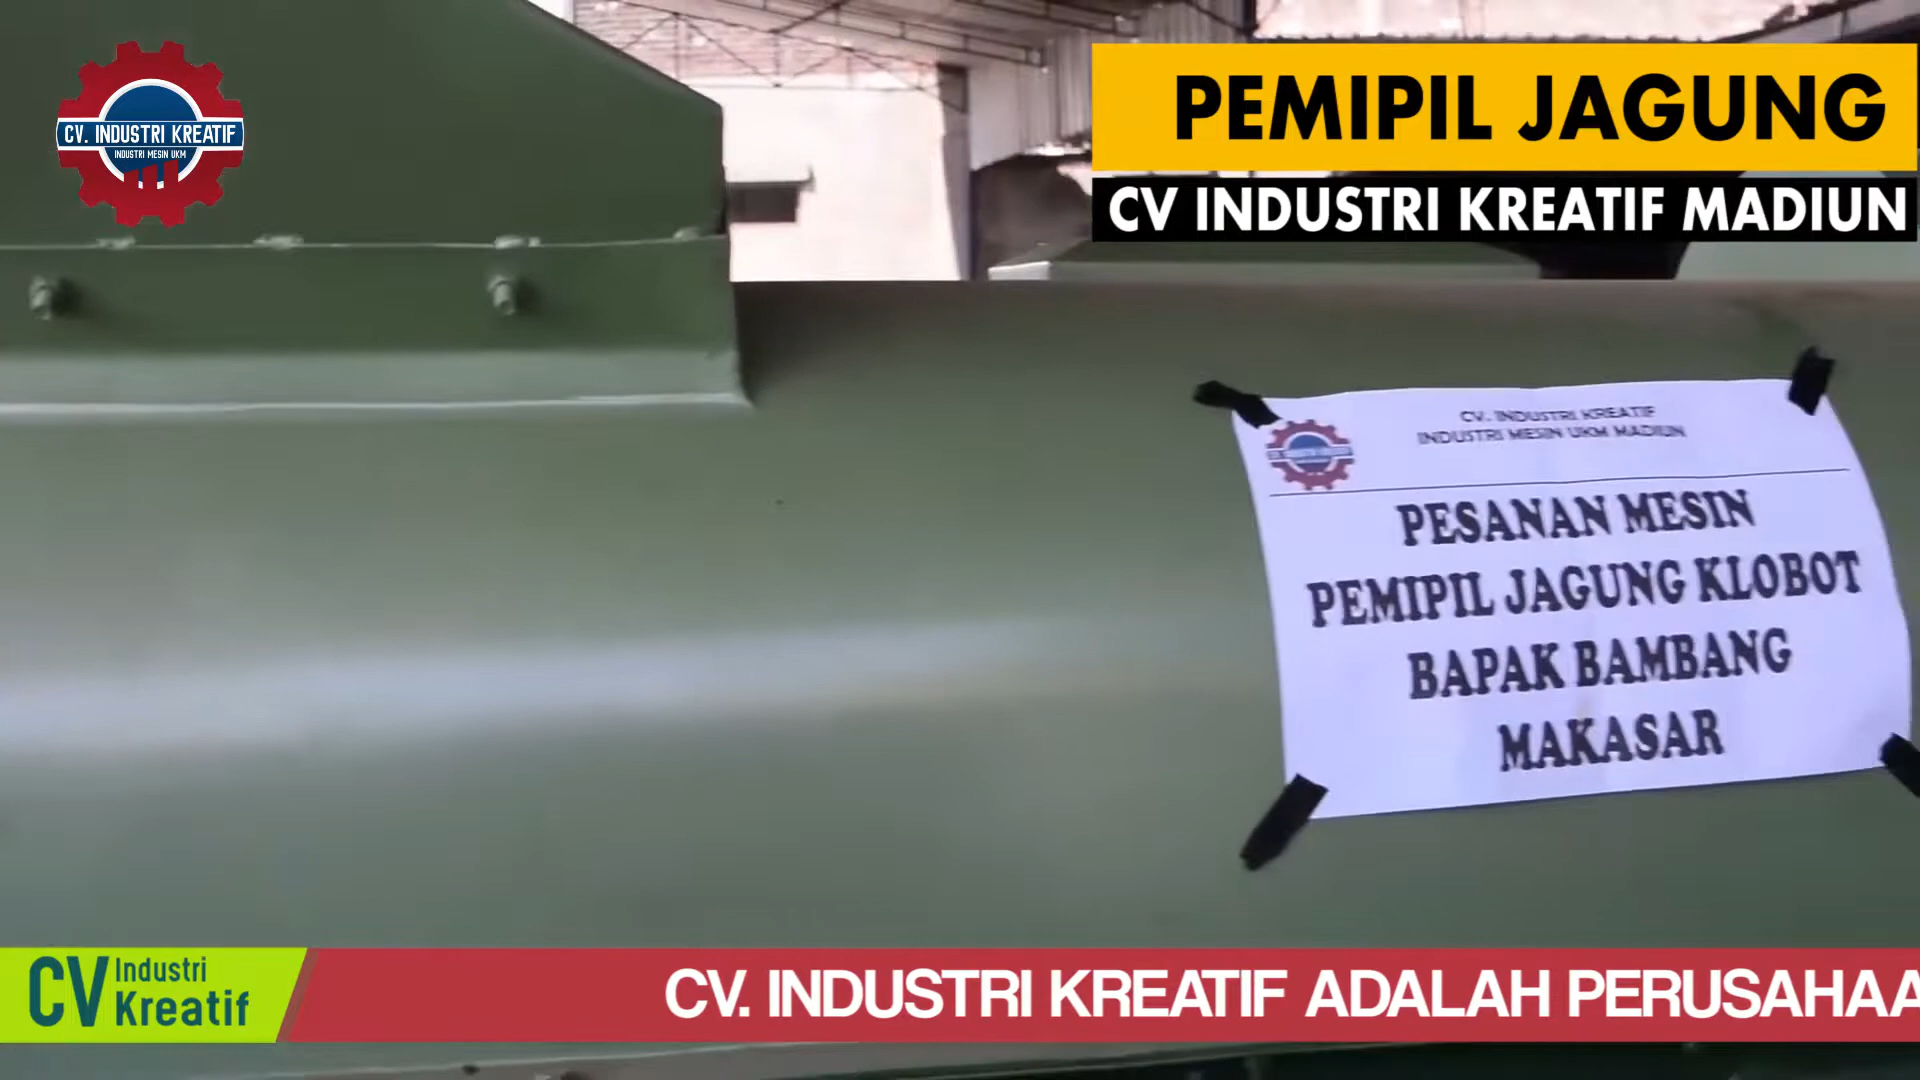 CV. INDUSTRI KREATIF
INDUSTRI MESIN UKM
PEMIPIL JAGUNG
CV INDUSTRI KREATIF MADIUN
CV. INDUSTRI KREATIF
INDUSTRI MESIN UKM MADIUN
PESANAN MESIN
PEMIPIL JAGUNG KLOBOT
BAPAK BAMBANG
MAKASAR
CV Industri
Kreatif
CV. INDUSTRI KREATIF ADALAH PERUSAHAA